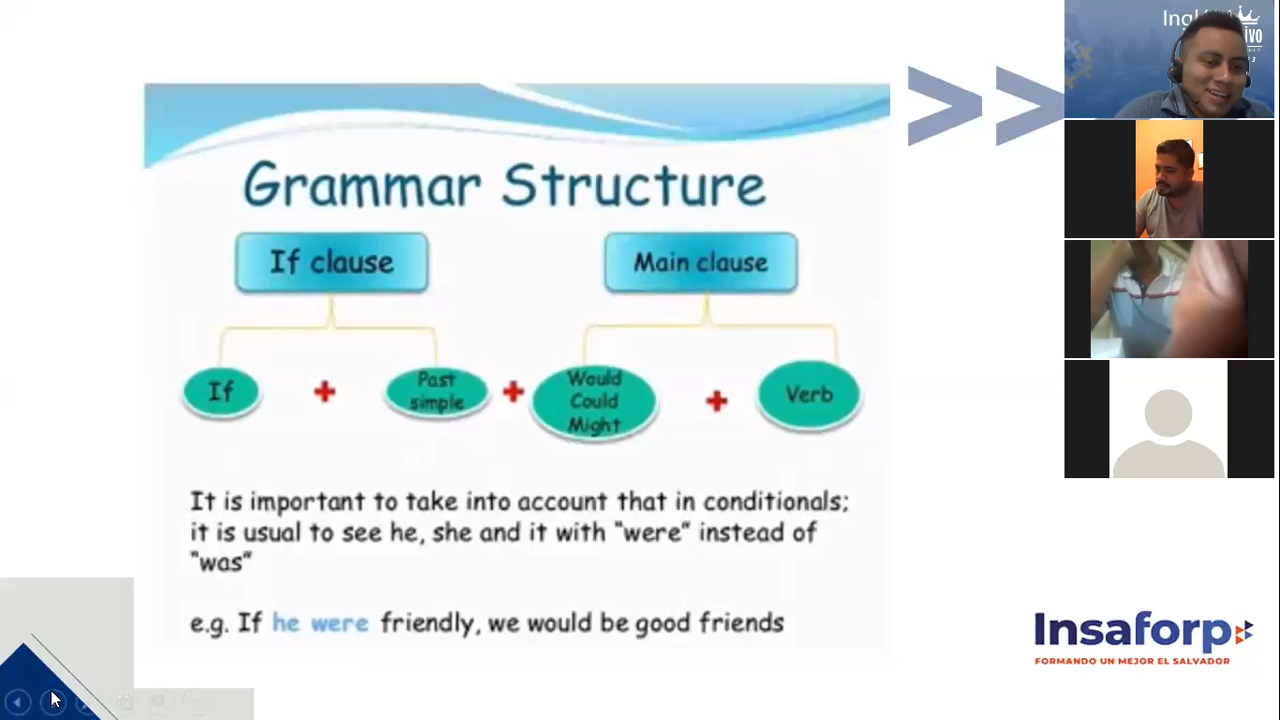 Grammar Structure
If clause
Main clause
If + Past simple + Would Could Might + Verb
It is important to take into account that in conditionals;
it is usual to see he, she and it with “were” instead of
“was”
e.g. If he were friendly, we would be good friends
Insaforp
FORMANDO UN MEJOR EL SALVADOR